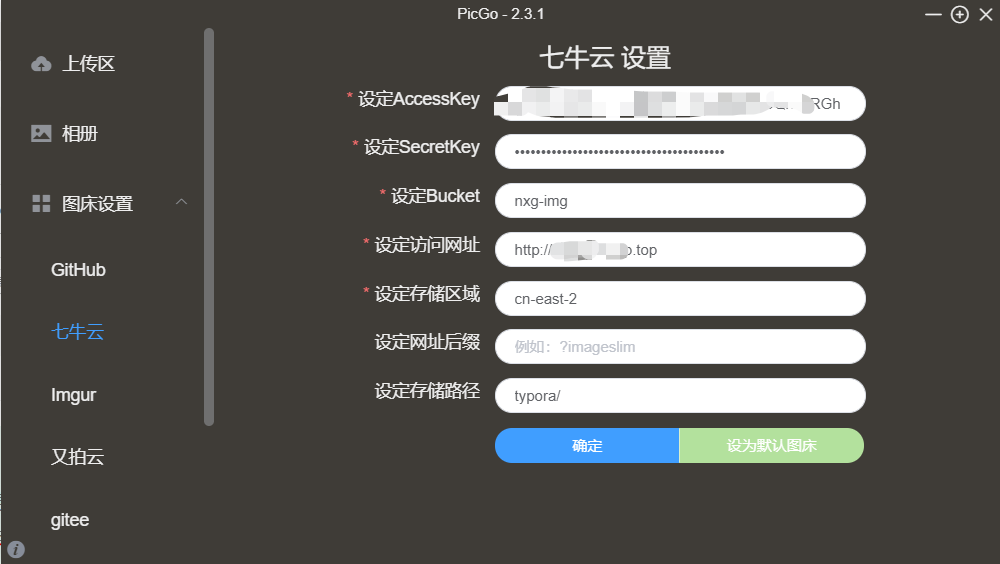 PicGo - 2.3.1
上传区
相册
图床设置
GitHub
七牛云
Imgur
又拍云
gitee
七牛云 设置
* 设定AccessKey
RGh
* 设定SecretKey
••••••••••••••••••••••••••••••••••••••••
* 设定Bucket
nxg-img
* 设定访问网址
http:// .top
* 设定存储区域
cn-east-2
设定网址后缀
例如：?imageslim
设定存储路径
typora/
确定
设为默认图床